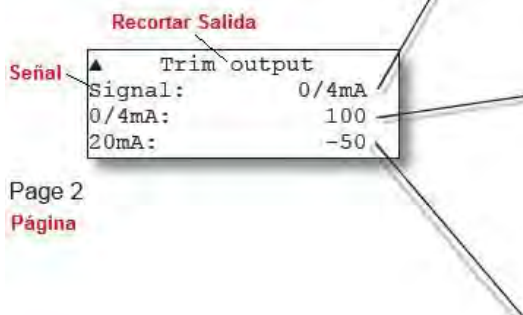 Recortar Salida
▲ Trim output
Señal
Signal: 0/4mA
0/4mA: 100
20mA: -50
Page 2
Página